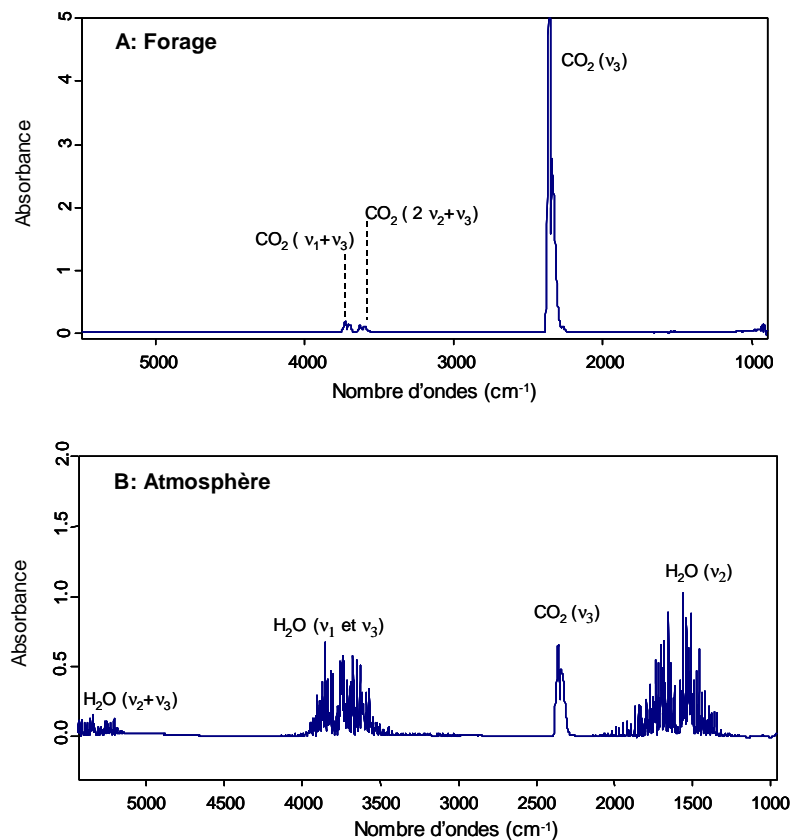 A: Forage
5
CO₂ (ν₃)
4
Absorbance
3
2
CO₂ ( 2 ν₂+ν₃)
CO₂ ( ν₁+ν₃)
1
0
5000 4000 3000 2000 1000
Nombre d'ondes (cm⁻¹)
2.0
B: Atmosphère
1.5
Absorbance
H₂O (ν₂)
1.0
CO₂ (ν₃)
H₂O (ν₁ et ν₃)
0.5
H₂O (ν₂+ν₃)
0.0
5000 4000 3500 3000 2500 2000 1500 1000
Nombre d'ondes (cm⁻¹)